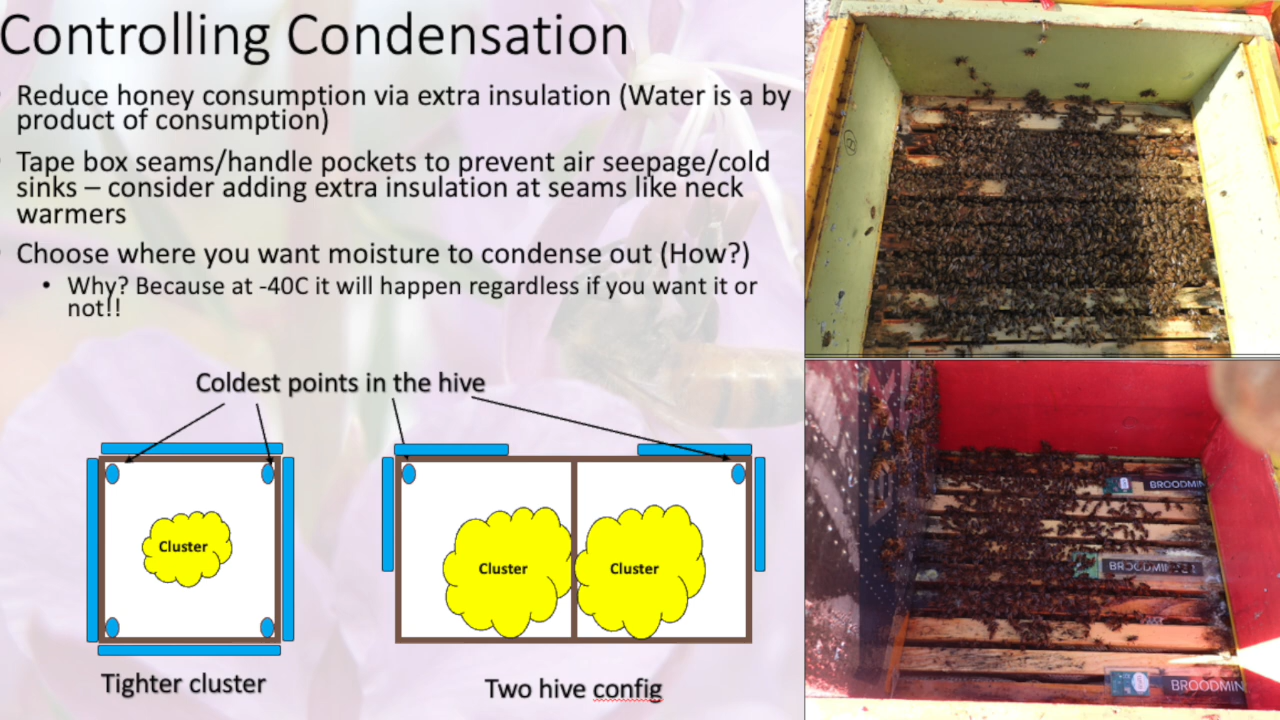 Controlling Condensation
Reduce honey consumption via extra insulation (Water is a by
product of consumption)
Tape box seams/handle pockets to prevent air seepage/cold
sinks – consider adding extra insulation at seams like neck
warmers
Choose where you want moisture to condense out (How?)
• Why? Because at -40C it will happen regardless if you want it or
not!!
Coldest points in the hive
Cluster
Cluster
Cluster
Tighter cluster
Two hive config
BROODMIN
BROODMIN